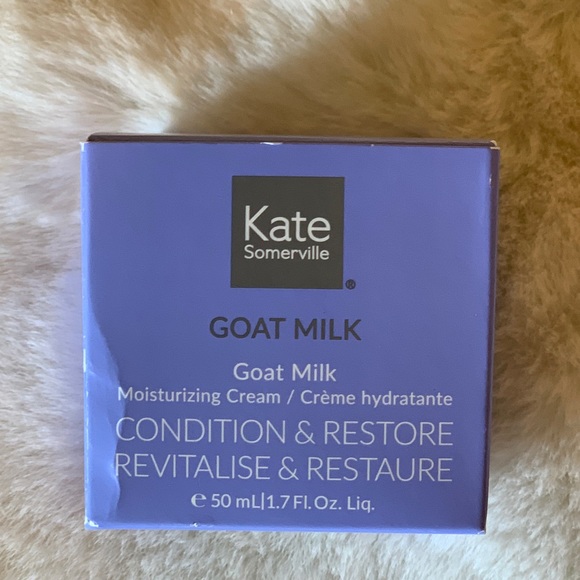 Kate
Somerville
®
GOAT MILK
Goat Milk
Moisturizing Cream / Crème hydratante
CONDITION & RESTORE
REVITALISE & RESTAURE
℮ 50 mL|1.7 Fl. Oz. Liq.